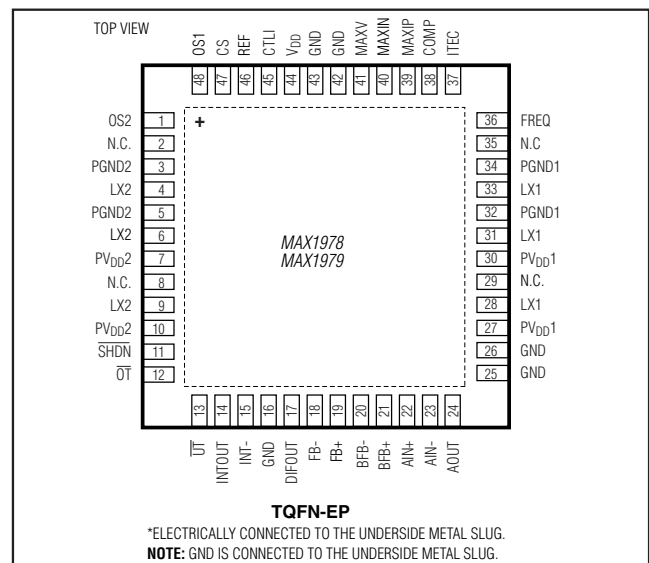 TOP VIEW
OS1 CS REF CTLI VDD GND GND MAXV MAXIN MAXIP COMP ITEC
48 47 46 45 44 43 42 41 40 39 38 37
OS2 1 + 36 FREQ
N.C. 2 35 N.C
PGND2 3 34 PGND1
LX2 4 33 LX1
PGND2 5 32 PGND1
LX2 6 31 LX1
MAX1978
MAX1979
PVDD2 7 30 PVDD1
N.C. 8 29 N.C.
LX2 9 28 LX1
PVDD2 10 27 PVDD1
SHDN 11 26 GND
OT 12 25 GND
13 14 15 16 17 18 19 20 21 22 23 24
UT INTOUT INT- GND DIFOUT FB- FB+ BFB- BFB+ AIN+ AIN- AOUT
TQFN-EP
*ELECTRICALLY CONNECTED TO THE UNDERSIDE METAL SLUG.
NOTE: GND IS CONNECTED TO THE UNDERSIDE METAL SLUG.